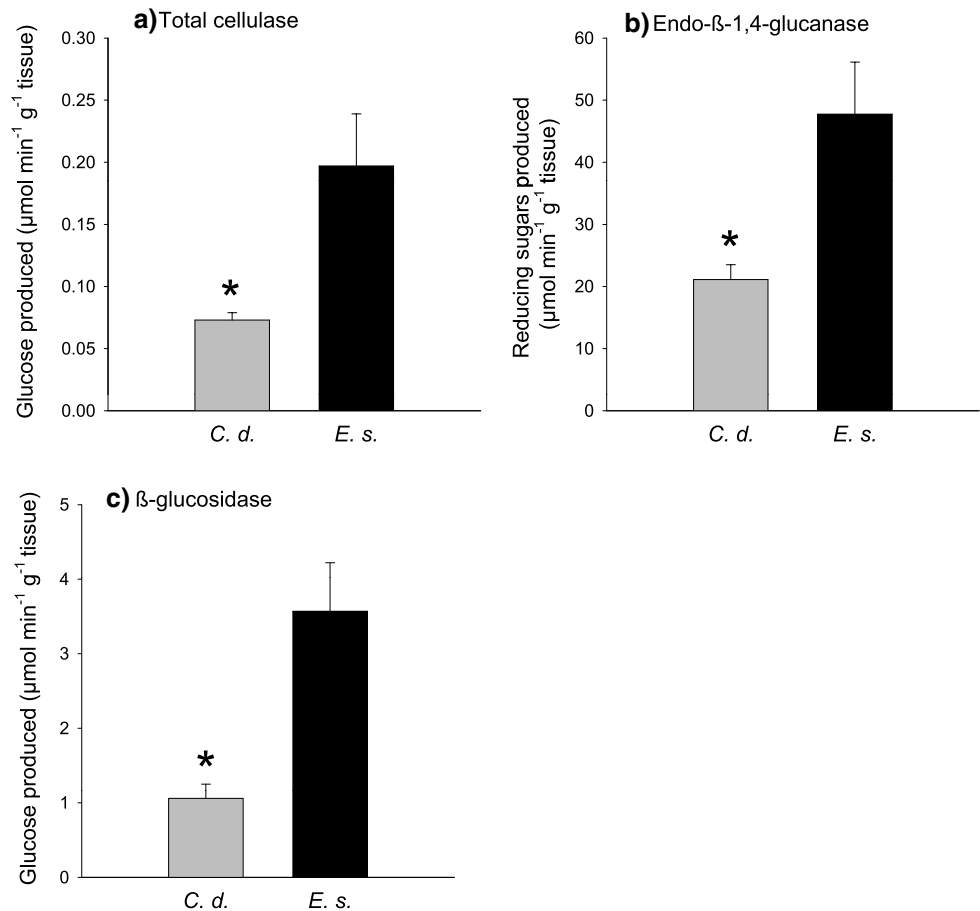 a) Total cellulase
Glucose produced (µmol min⁻¹ g⁻¹ tissue)
0.30
0.25
0.20
0.15
0.10
0.05
0.00
*
C. d.
E. s.
b) Endo-ß-1,4-glucanase
Reducing sugars produced
(µmol min⁻¹ g⁻¹ tissue)
60
50
40
30
20
10
0
*
C. d.
E. s.
c) ß-glucosidase
Glucose produced (µmol min⁻¹ g⁻¹ tissue)
5
4
3
2
1
0
*
C. d.
E. s.